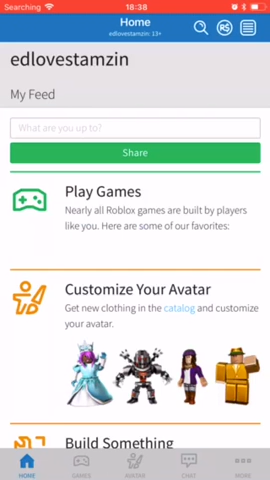 Searching 18:38
Home
edlovestamzin: 13+
R$
edlovestamzin
My Feed
What are you up to?
Share
Play Games
Nearly all Roblox games are built by players
like you. Here are some of our favorites:
Customize Your Avatar
Get new clothing in the catalog and customize
your avatar.
Build Something
HOME GAMES AVATAR CHAT MORE